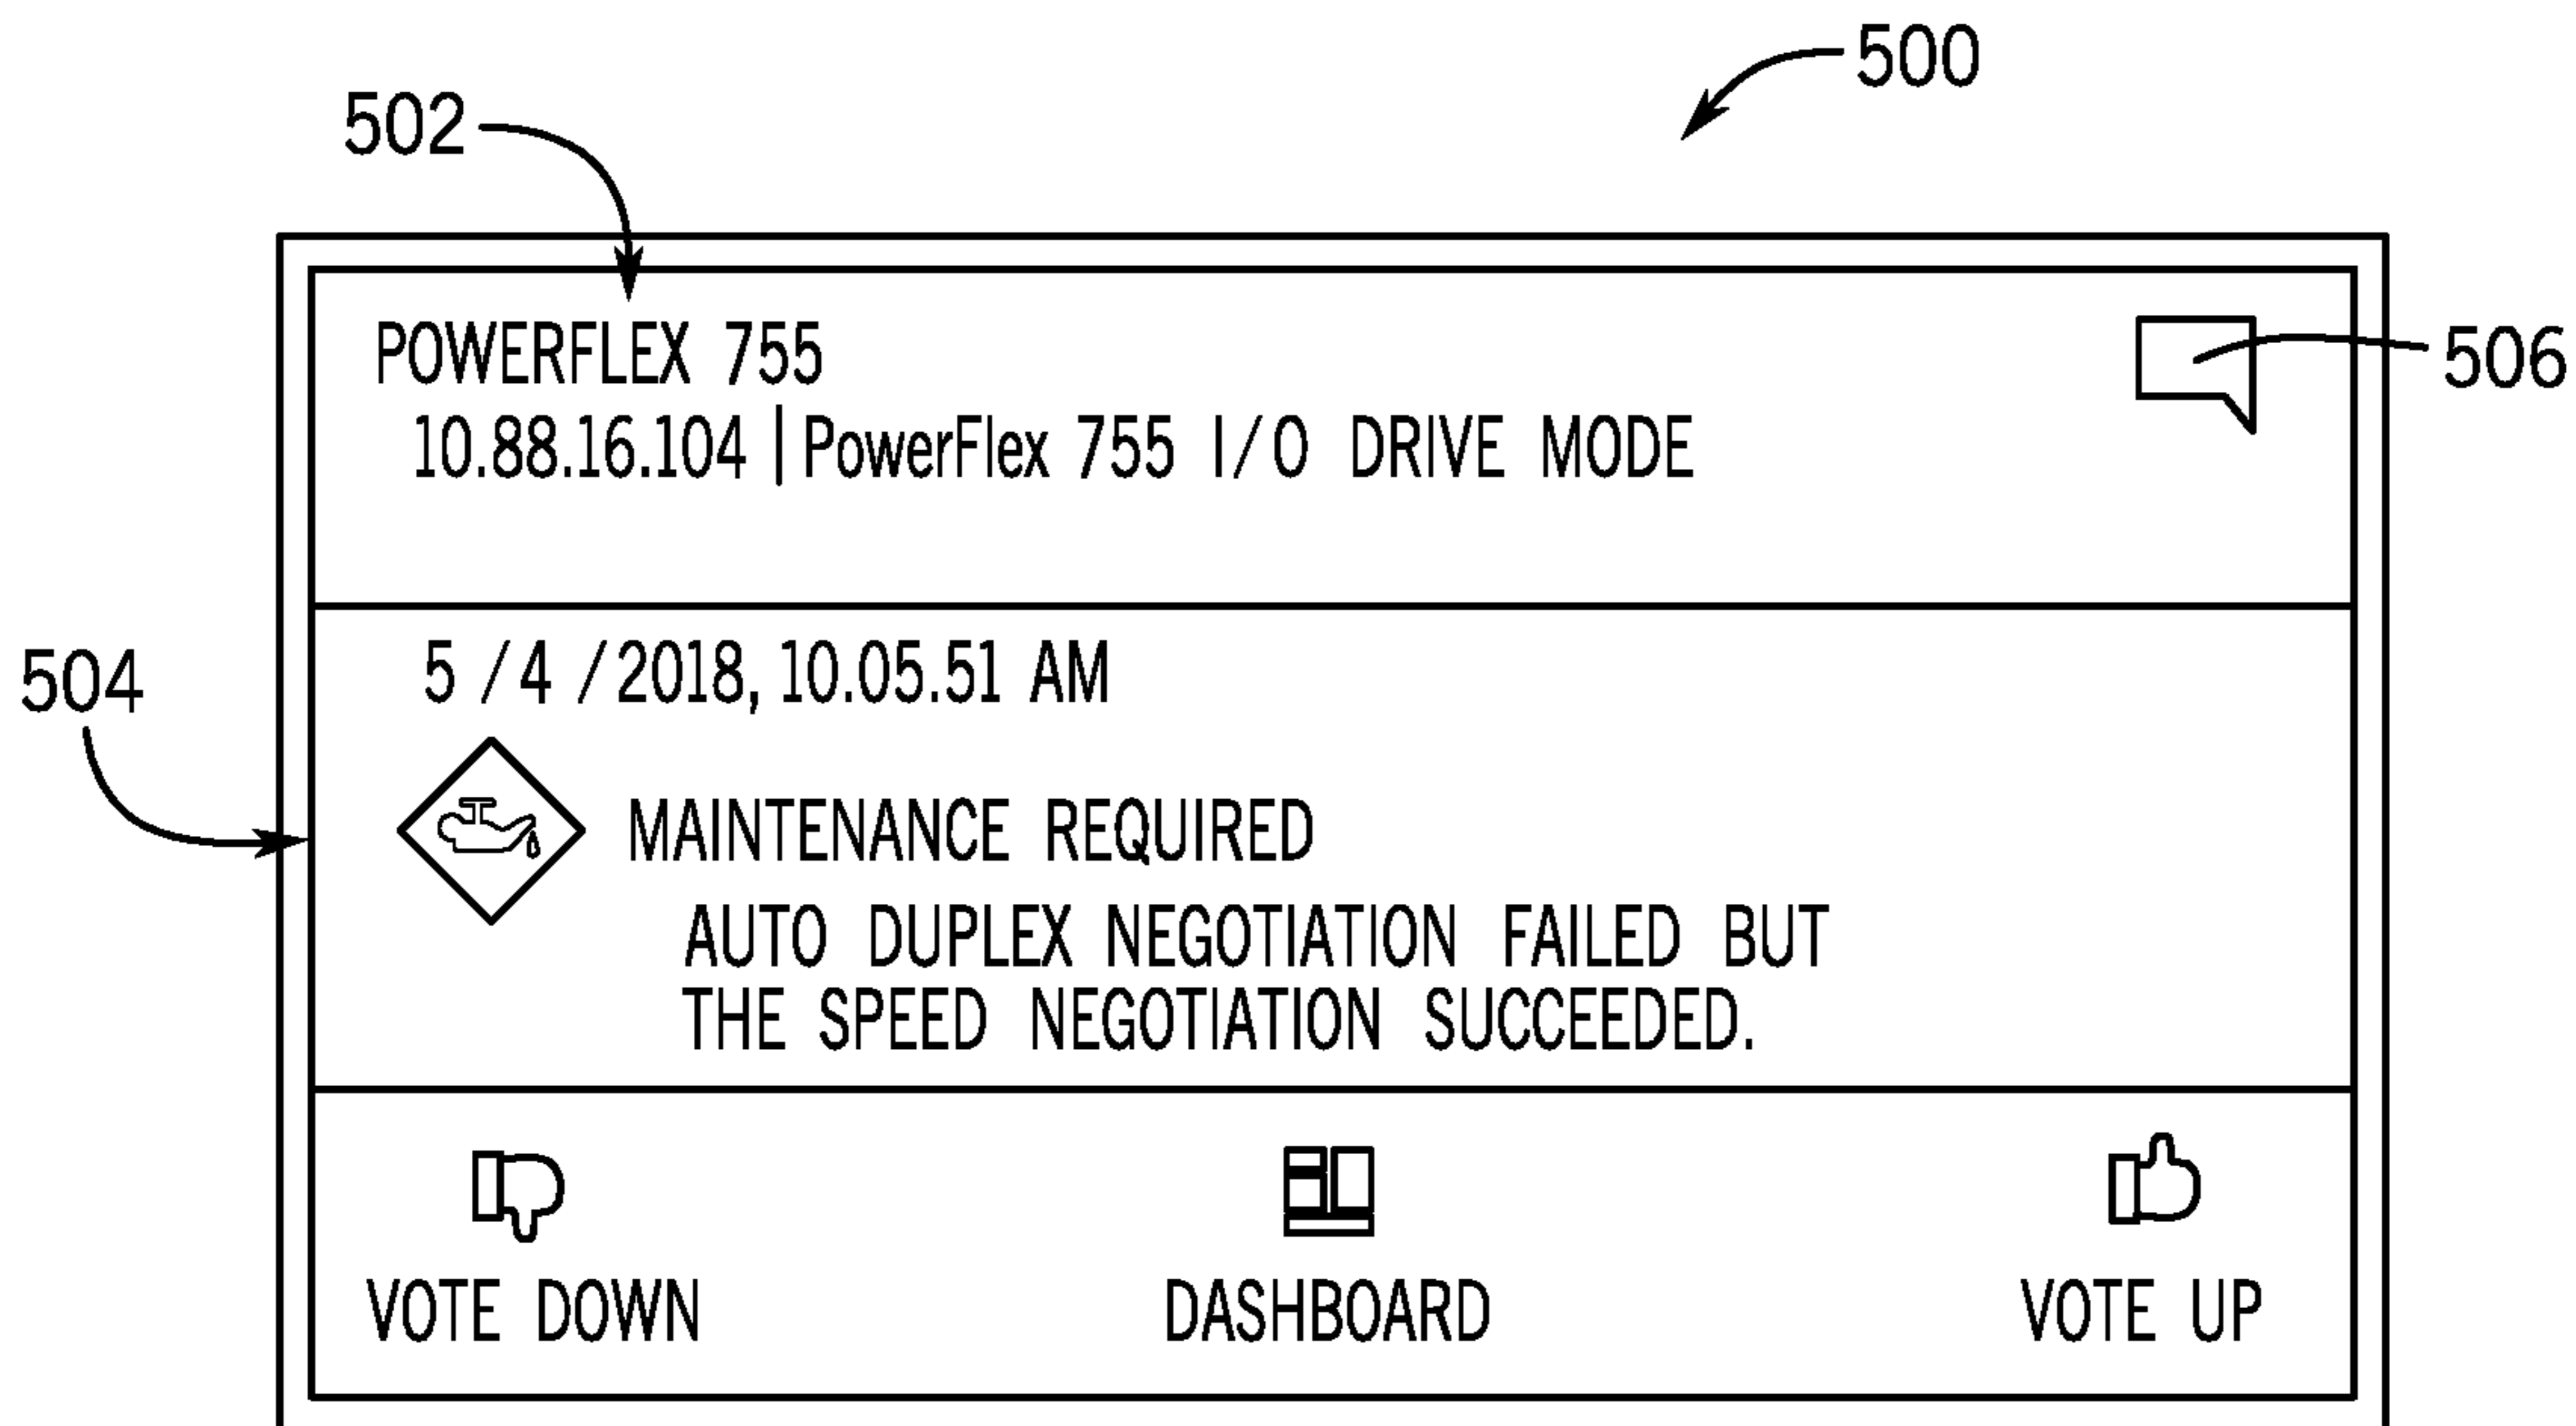 500
502
POWERFLEX 755
506
10.88.16.104 | PowerFlex 755 I/O DRIVE MODE
504
5 / 4 / 2018, 10.05.51 AM
MAINTENANCE REQUIRED
AUTO DUPLEX NEGOTIATION FAILED BUT
THE SPEED NEGOTIATION SUCCEEDED.
VOTE DOWN
DASHBOARD
VOTE UP